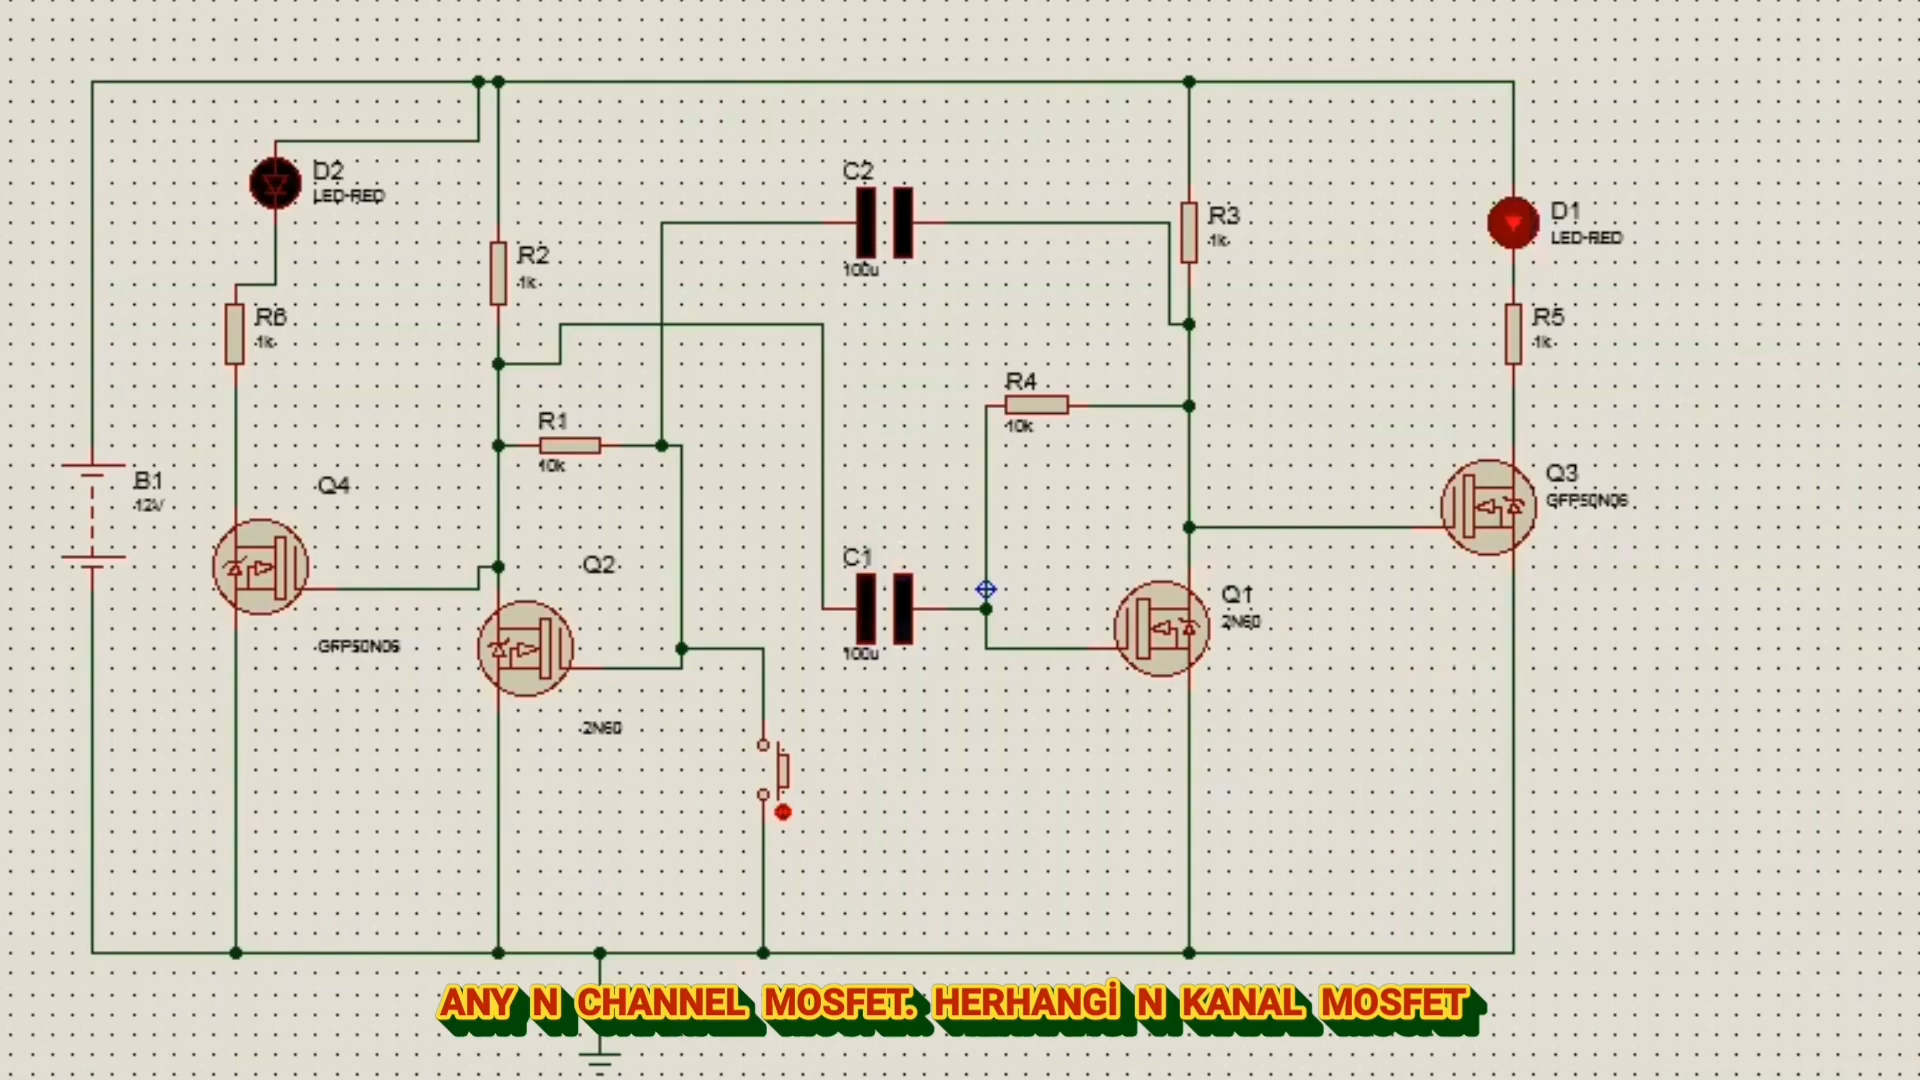 D2
LED-RED
C2
100u
R3
1k
D1
LED-RED
R2
1k
R6
1k
R5
1k
R4
10k
R1
10k
B1
12V
Q4
GFP50N06
Q3
GFP50N06
Q2
2N60
C1
100u
Q1
2N60
ANY N CHANNEL MOSFET. HERHANGİ N KANAL MOSFET